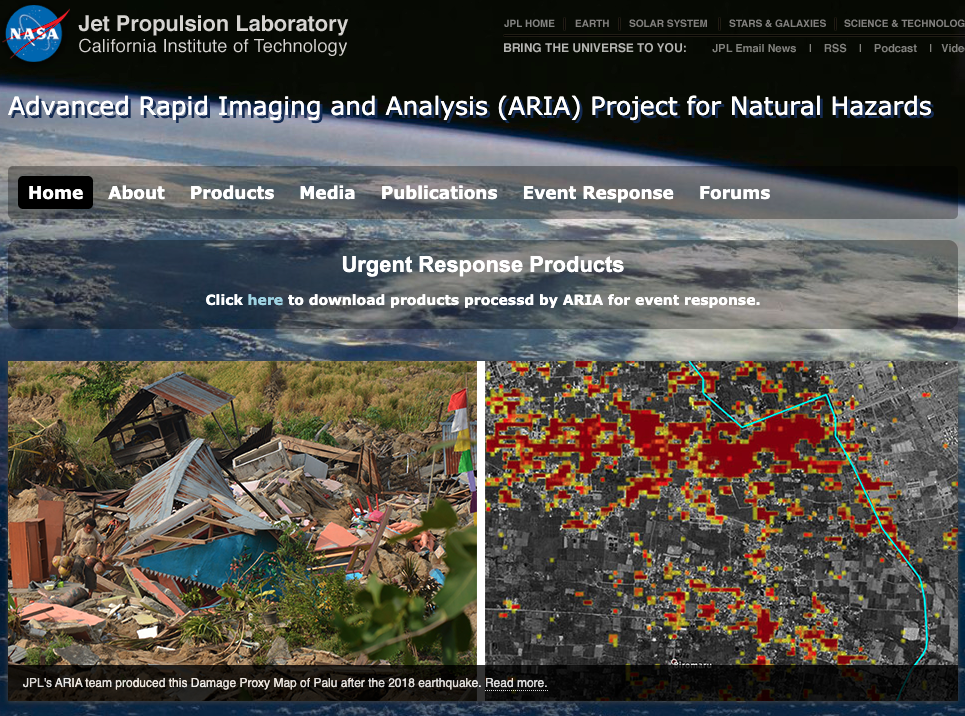 NASA
Jet Propulsion Laboratory
California Institute of Technology
JPL HOME EARTH SOLAR SYSTEM STARS & GALAXIES SCIENCE & TECHNOLOG
BRING THE UNIVERSE TO YOU: JPL Email News | RSS | Podcast | Vide
Advanced Rapid Imaging and Analysis (ARIA) Project for Natural Hazards
Home About Products Media Publications Event Response Forums
Urgent Response Products
Click here to download products processd by ARIA for event response.
JPL's ARIA team produced this Damage Proxy Map of Palu after the 2018 earthquake. Read more.